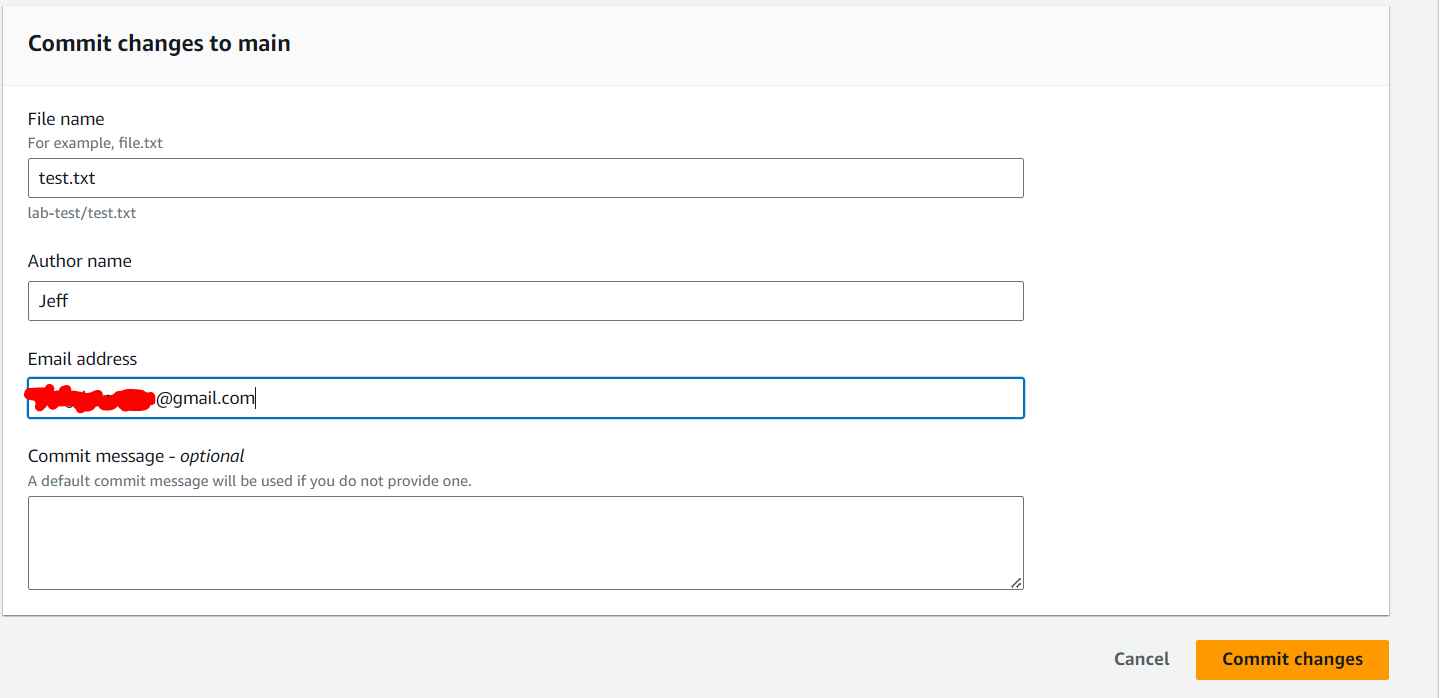 Commit changes to main
File name
For example, file.txt
test.txt
lab-test/test.txt
Author name
Jeff
Email address
@gmail.com
Commit message - optional
A default commit message will be used if you do not provide one.
Cancel
Commit changes